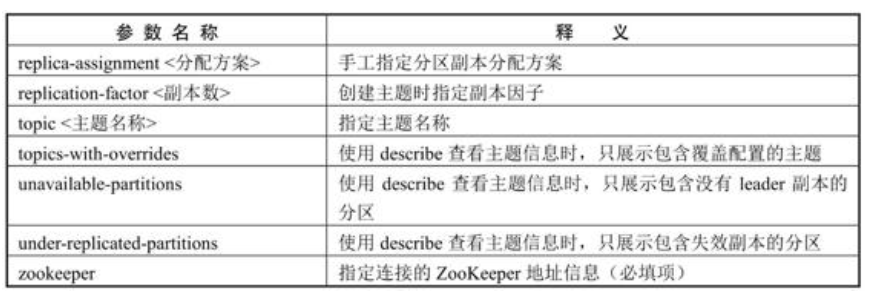 参 数 名 称 释 义
replica-assignment <分配方案> 手工指定分区副本分配方案
replication-factor <副本数> 创建主题时指定副本因子
topic <主题名称> 指定主题名称
topics-with-overrides 使用 describe 查看主题信息时，只展示包含覆盖配置的主题
unavailable-partitions 使用 describe 查看主题信息时，只展示包含没有 leader 副本的
分区
under-replicated-partitions 使用 describe 查看主题信息时，只展示包含失效副本的分区
zookeeper 指定连接的 ZooKeeper 地址信息（必填项）